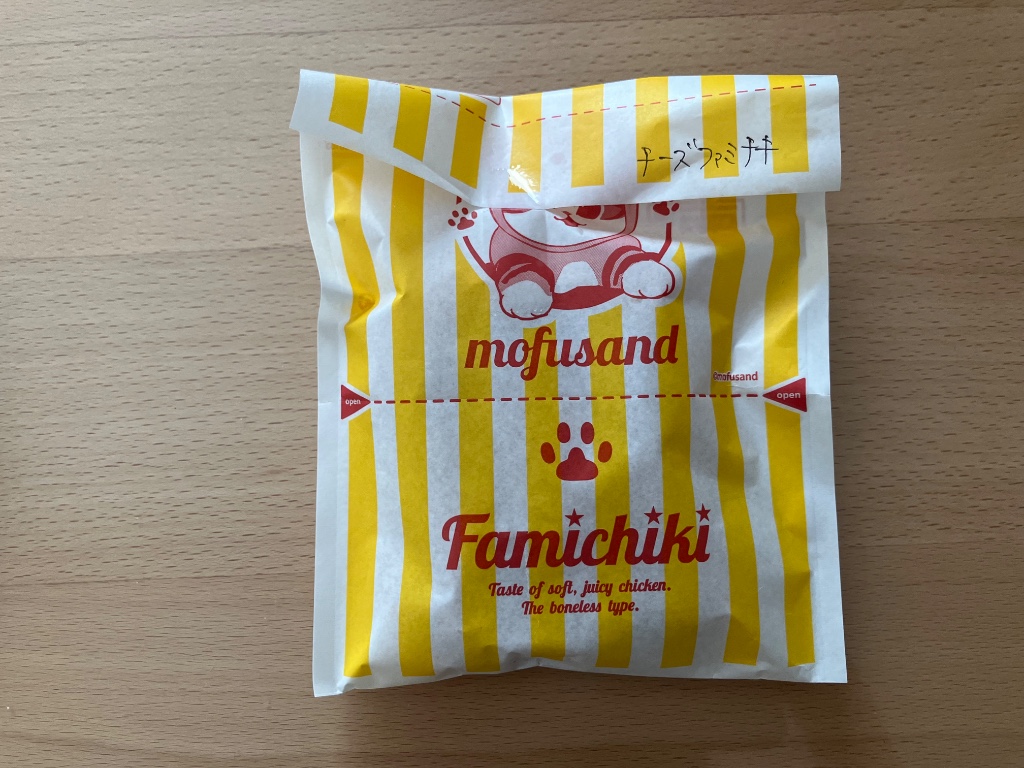 チーズファミチキ
mofusand
©mofusand
open
open
Famichiki
Taste of soft, juicy chicken.
The boneless type.